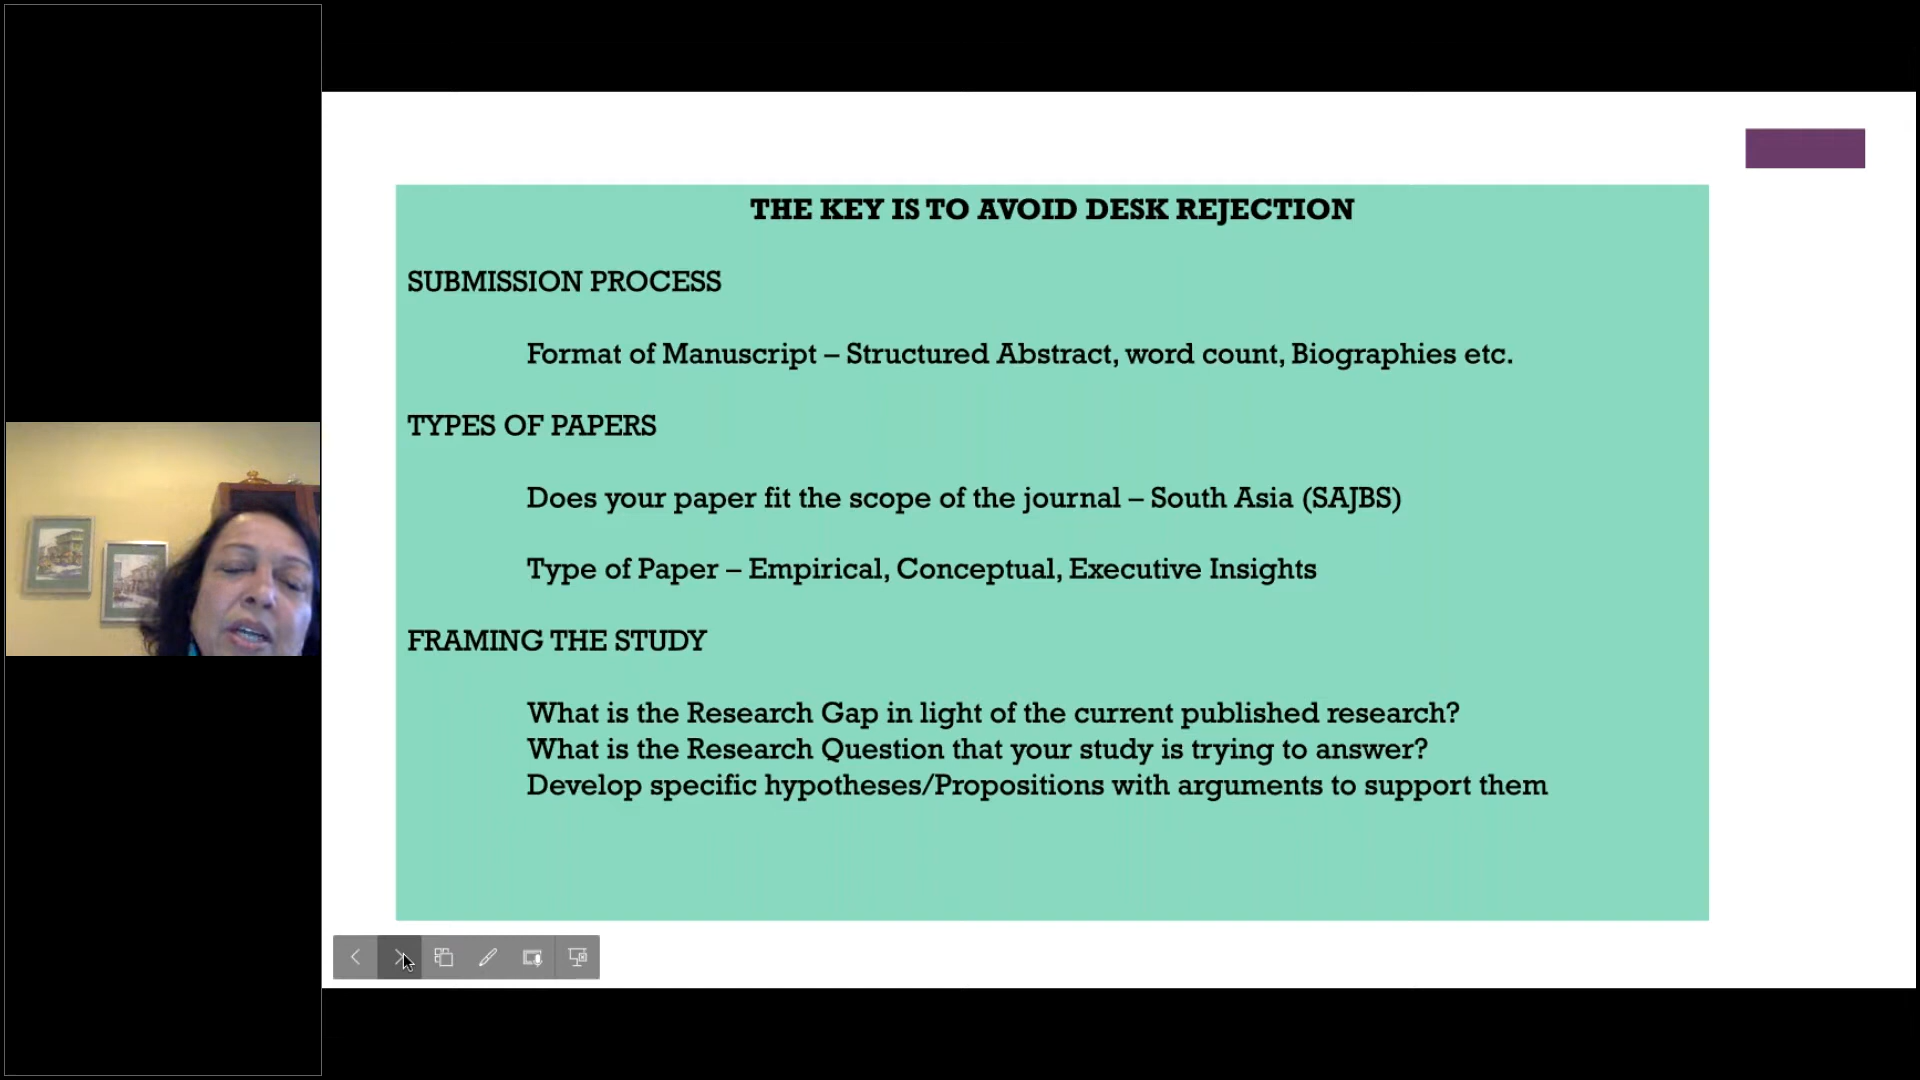 THE KEY IS TO AVOID DESK REJECTION
SUBMISSION PROCESS
Format of Manuscript – Structured Abstract, word count, Biographies etc.
TYPES OF PAPERS
Does your paper fit the scope of the journal – South Asia (SAJBS)
Type of Paper – Empirical, Conceptual, Executive Insights
FRAMING THE STUDY
What is the Research Gap in light of the current published research?
What is the Research Question that your study is trying to answer?
Develop specific hypotheses/Propositions with arguments to support them